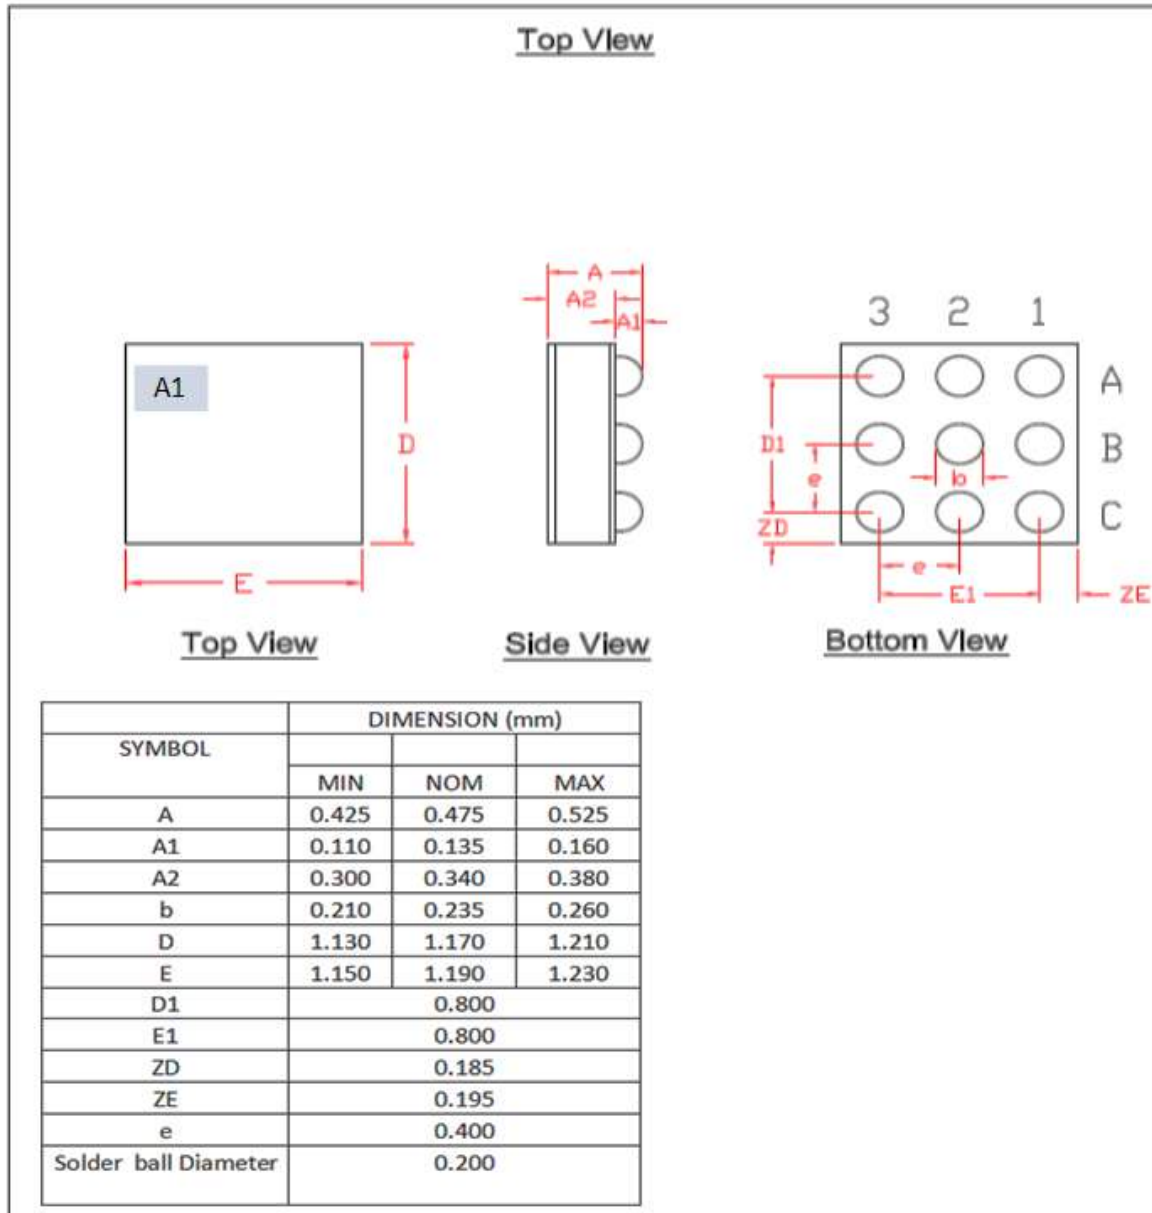 Top View
A
A2
A1
3 2 1
A1
A
D
D1
B
e
b
C
ZD
e
E
E1
ZE
Top View Side View Bottom View
DIMENSION (mm)
SYMBOL
MIN NOM MAX
A 0.425 0.475 0.525
A1 0.110 0.135 0.160
A2 0.300 0.340 0.380
b 0.210 0.235 0.260
D 1.130 1.170 1.210
E 1.150 1.190 1.230
D1 0.800
E1 0.800
ZD 0.185
ZE 0.195
e 0.400
Solder ball Diameter 0.200